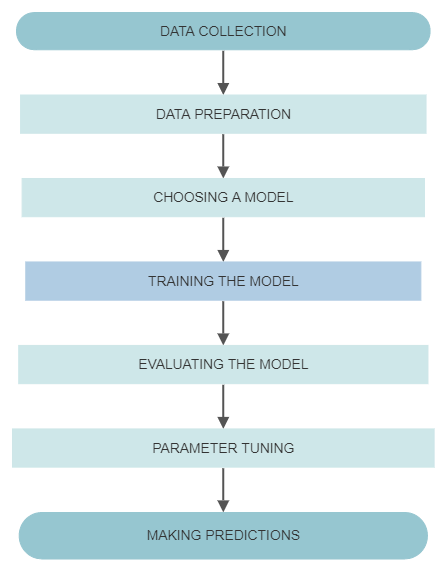 DATA COLLECTION
DATA PREPARATION
CHOOSING A MODEL
TRAINING THE MODEL
EVALUATING THE MODEL
PARAMETER TUNING
MAKING PREDICTIONS